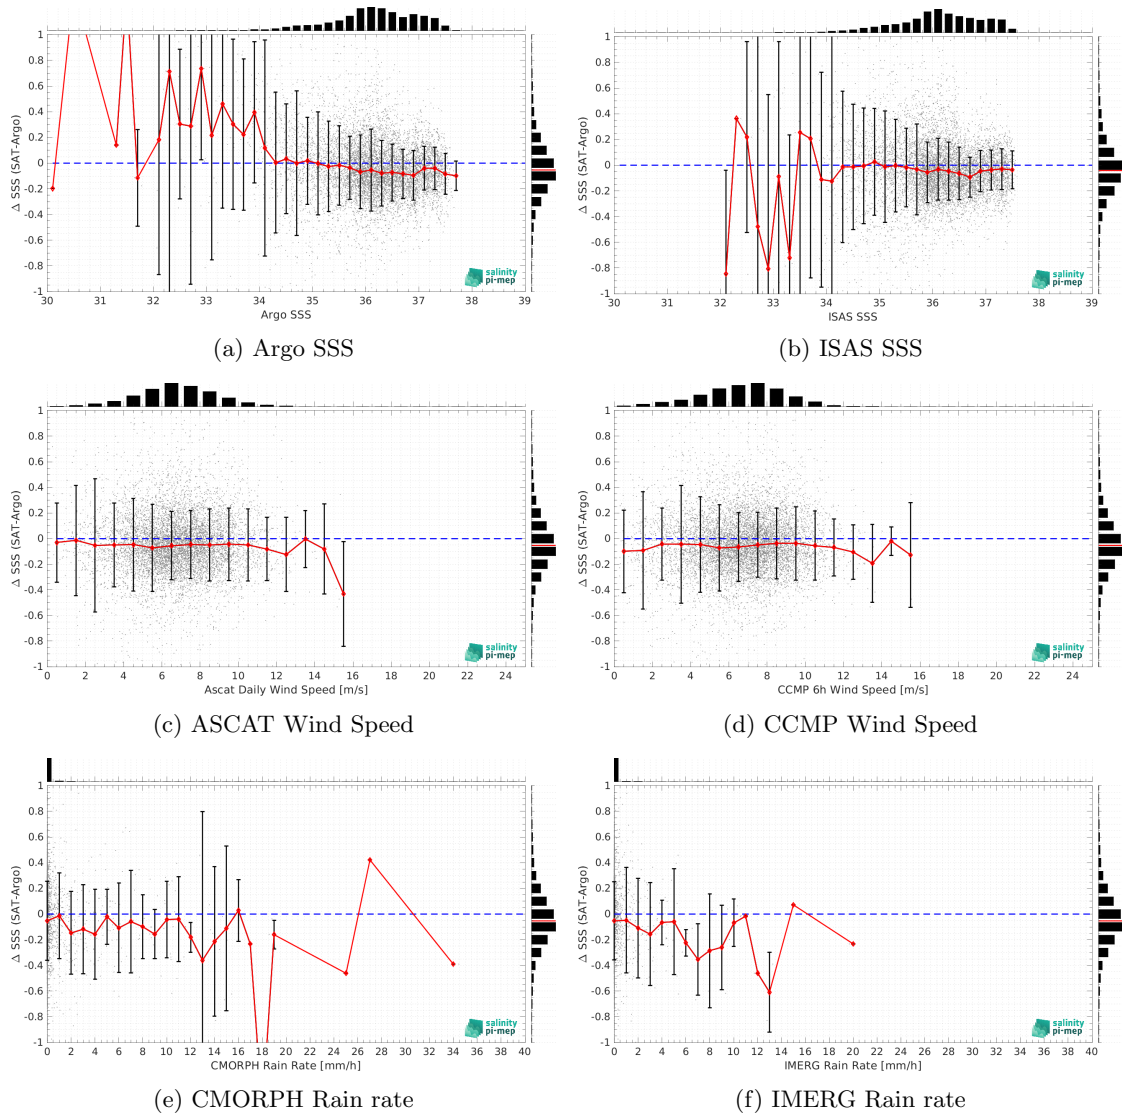 Δ SSS (SAT-Argo)
1
0.8
0.6
0.4
0.2
0
-0.2
-0.4
-0.6
-0.8
-1
30 31 32 33 34 35 36 37 38 39
Argo SSS
salinity
pi-mep
(a) Argo SSS
Δ SSS (SAT-Argo)
1
0.8
0.6
0.4
0.2
0
-0.2
-0.4
-0.6
-0.8
-1
30 31 32 33 34 35 36 37 38 39
ISAS SSS
salinity
pi-mep
(b) ISAS SSS
Δ SSS (SAT-Argo)
1
0.8
0.6
0.4
0.2
0
-0.2
-0.4
-0.6
-0.8
-1
0 2 4 6 8 10 12 14 16 18 20 22 24
Ascat Daily Wind Speed [m/s]
salinity
pi-mep
(c) ASCAT Wind Speed
Δ SSS (SAT-Argo)
1
0.8
0.6
0.4
0.2
0
-0.2
-0.4
-0.6
-0.8
-1
0 2 4 6 8 10 12 14 16 18 20 22 24
CCMP 6h Wind Speed [m/s]
salinity
pi-mep
(d) CCMP Wind Speed
Δ SSS (SAT-Argo)
1
0.8
0.6
0.4
0.2
0
-0.2
-0.4
-0.6
-0.8
-1
0 2 4 6 8 10 12 14 16 18 20 22 24 26 28 30 32 34 36 38 40
CMORPH Rain Rate [mm/h]
salinity
pi-mep
(e) CMORPH Rain rate
Δ SSS (SAT-Argo)
1
0.8
0.6
0.4
0.2
0
-0.2
-0.4
-0.6
-0.8
-1
0 2 4 6 8 10 12 14 16 18 20 22 24 26 28 30 32 34 36 38 40
IMERG Rain Rate [mm/h]
salinity
pi-mep
(f) IMERG Rain rate